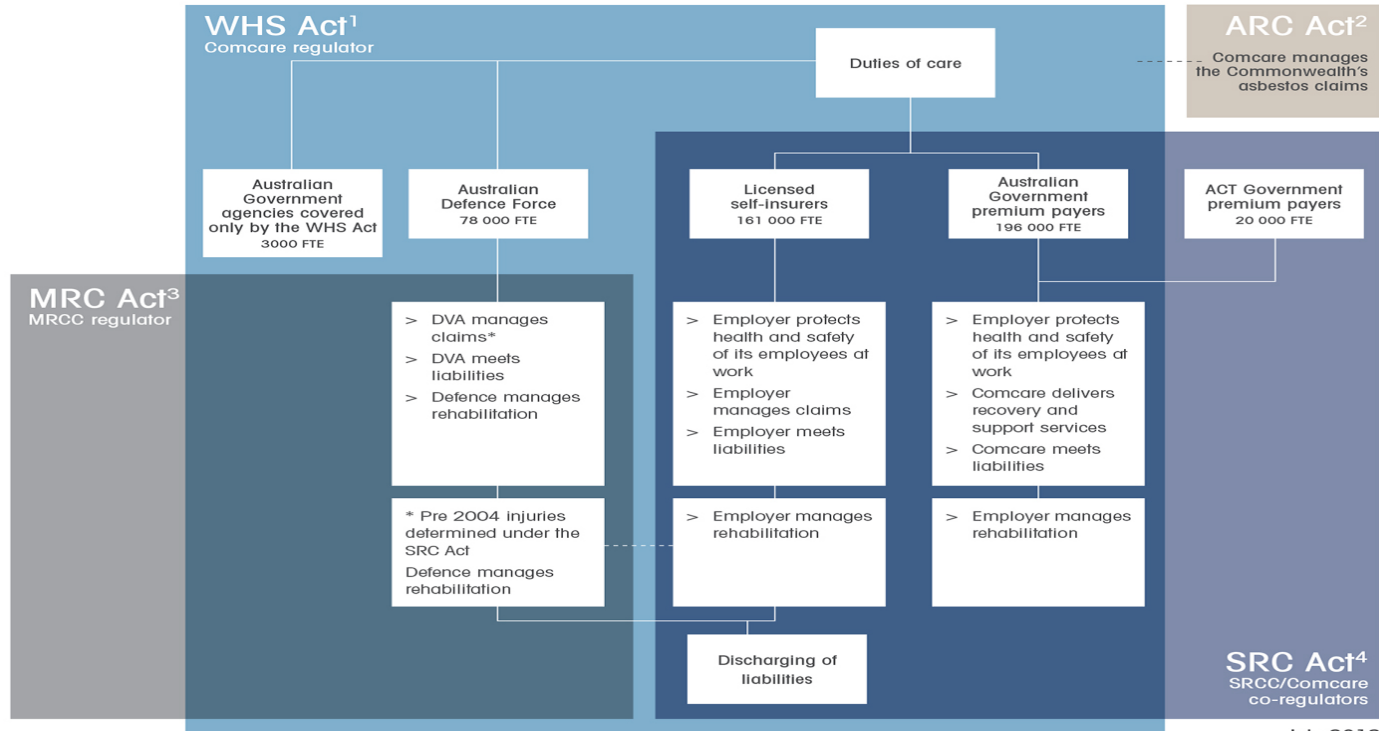 WHS Act¹
Comcare regulator
Duties of care
ARC Act²
Comcare manages
the Commonwealth's
asbestos claims
Australian
Government
agencies covered
only by the WHS Act
3000 FTE
Australian
Defence Force
78 000 FTE
Licensed
self-insurers
161 000 FTE
Australian
Government
premium payers
196 000 FTE
ACT Government
premium payers
20 000 FTE
MRC Act³
MRCC regulator
> DVA manages
claims*
> DVA meets
liabilities
> Defence manages
rehabilitation
> Employer protects
health and safety
of its employees at
work
> Employer
manages claims
> Employer meets
liabilities
> Employer protects
health and safety
of its employees at
work
> Comcare delivers
recovery and
support services
> Comcare meets
liabilities
* Pre 2004 injuries
determined under the
SRC Act
Defence manages
rehabilitation
> Employer manages
rehabilitation
> Employer manages
rehabilitation
Discharging of
liabilities
SRC Act⁴
SRCC/Comcare
co-regulators